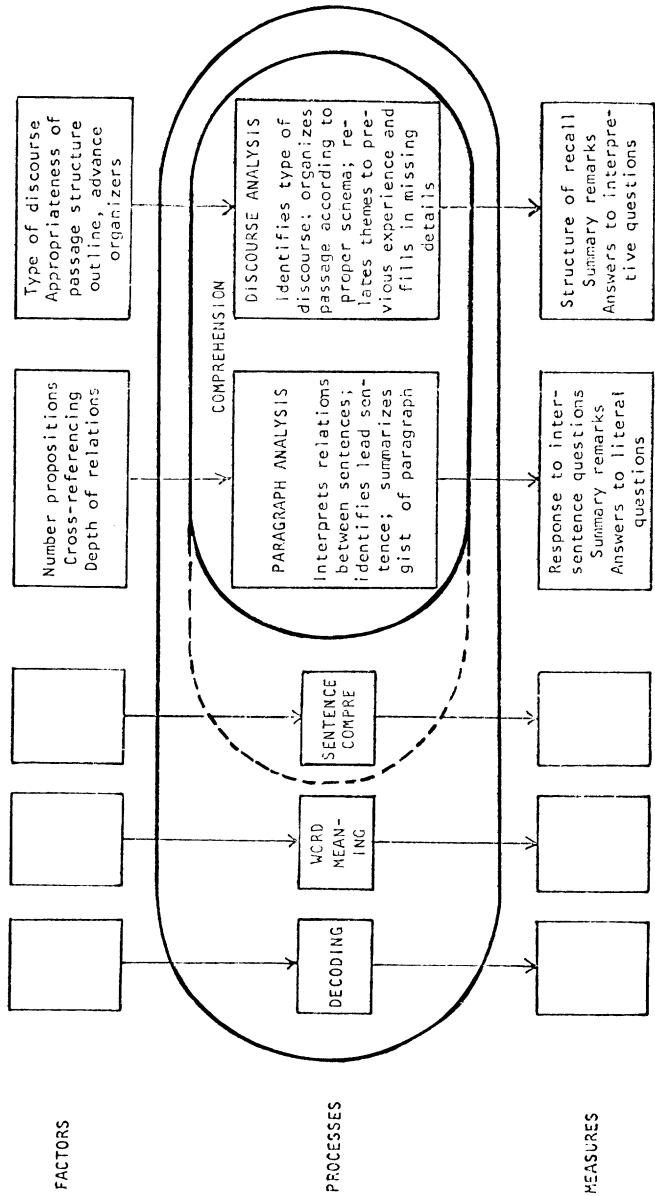 FACTORS
Number propositions
Cross-referencing
Depth of relations
Type of discourse
Appropriateness of
passage structure
outline, advance
organizers
PROCESSES
DECODING
WCRD
MEAN-
ING
SENTENCE
COMPRE
COMPREHENSION
PARAGRAPH ANALYSIS
Interprets relations
between sentences;
identifies lead sen-
tence; summarizes
gist of paragraph
DISCOURSE ANALYSIS
identifies type of
discourse; organizes
passage according to
proper schema; re-
lates themes to pre-
vious experience and
fills in missing
details
MEASURES
Response to inter-
sentence questions
Summary remarks
Answers to literal
questions
Structure of recall
Summary remarks
Answers to interpre-
tive questions